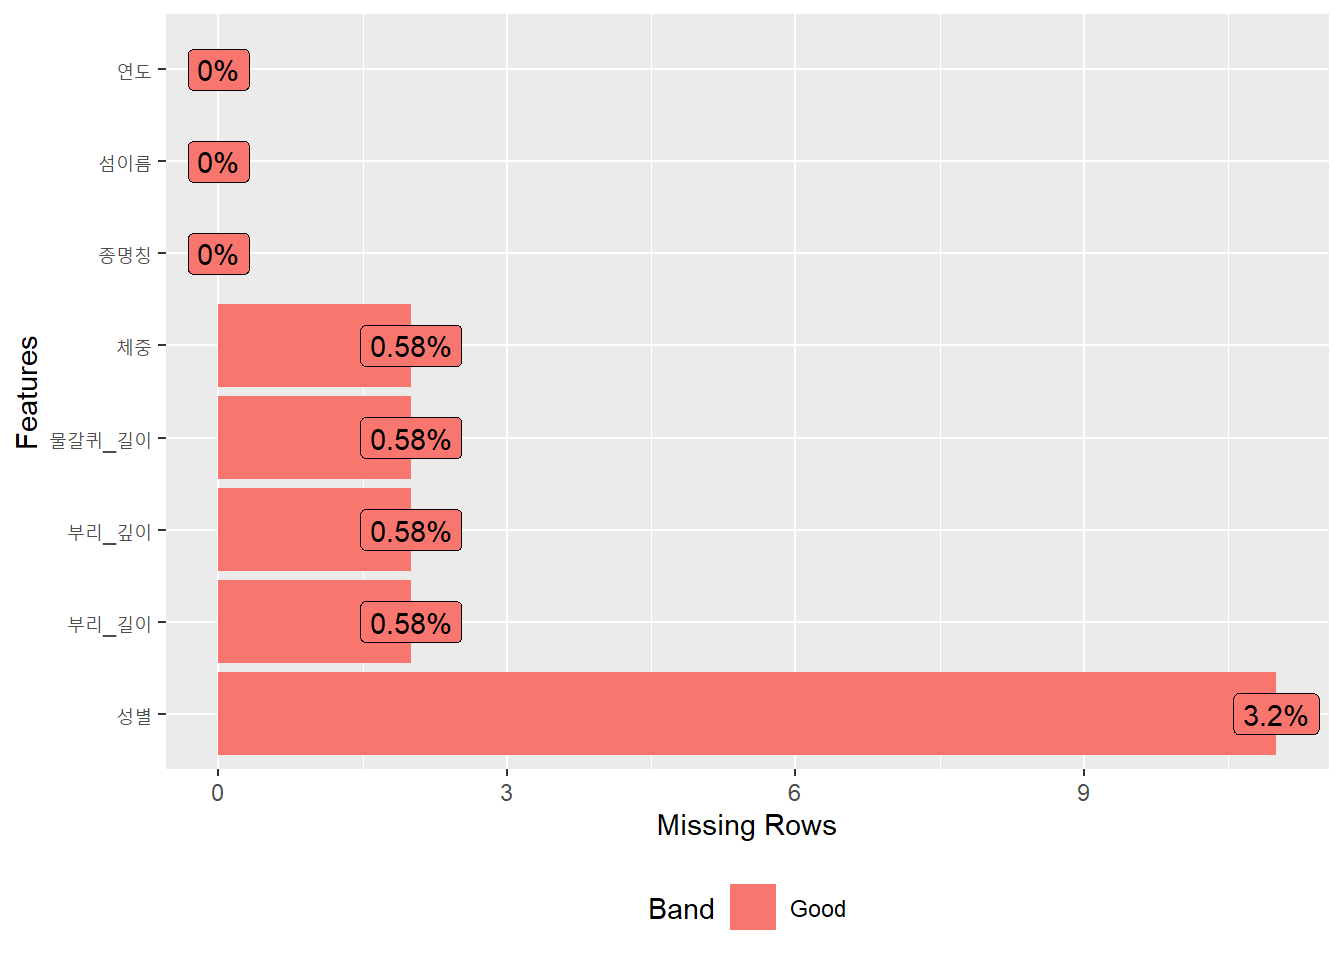 연도
0%
섬이름
0%
종명칭
0%
체중
0.58%
물갈퀴_길이
0.58%
부리_깊이
0.58%
부리_길이
0.58%
성별
3.2%
Features
0 3 6 9
Missing Rows
Band Good